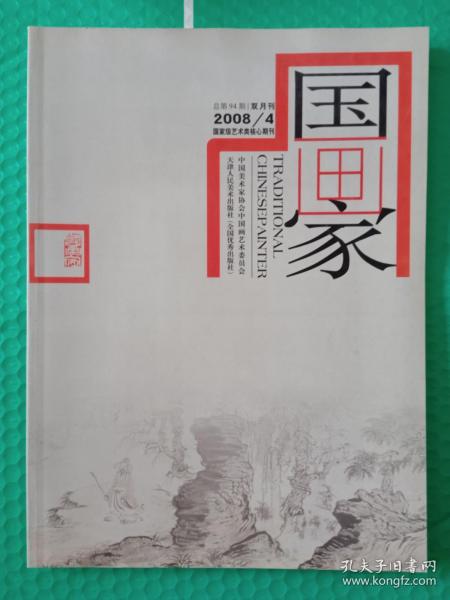 总第94期 | 双月刊
2008/4
国家级艺术类核心期刊
国画家
TRADITIONAL
CHINESEPAINTER
中国美术家协会中国画艺术委员会
天津人民美术出版社(全国优秀出版社)
孔夫子旧书网
www.kongfz.com